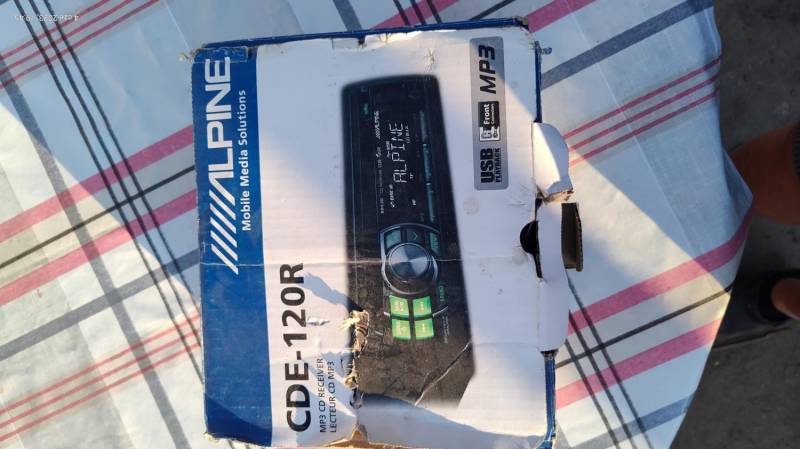 ALPINE
Mobile Media Solutions
CDE-120R
MP3 CD RECEIVER
LECTEUR CD MP3
ALPINE
USB
PLAYBACK
Front
MP3